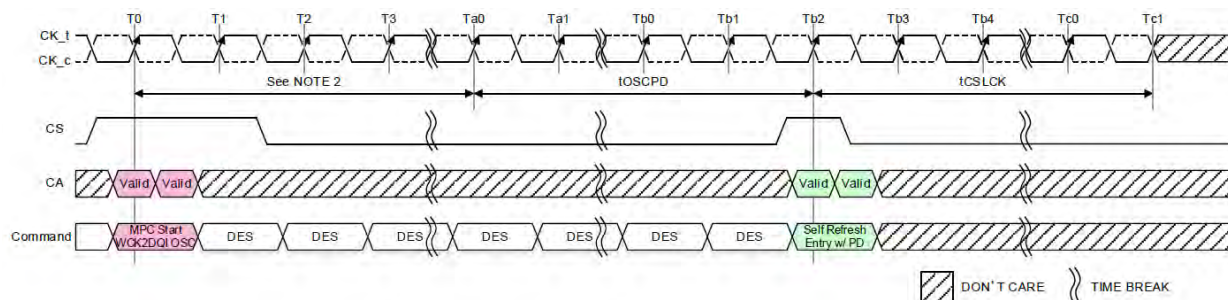 T0 T1 T2 T3 Ta0 Ta1 Tb0 Tb1 Tb2 Tb3 Tb4 Tc0 Tc1
CK_t
CK_c
See NOTE 2 tOSCPD tCSLCK
CS
CA Valid Valid Valid Valid
Command MPC Start WCK2DQI OSC DES DES DES DES DES DES DES Self Refresh Entry w/ PD
DON'T CARE TIME BREAK